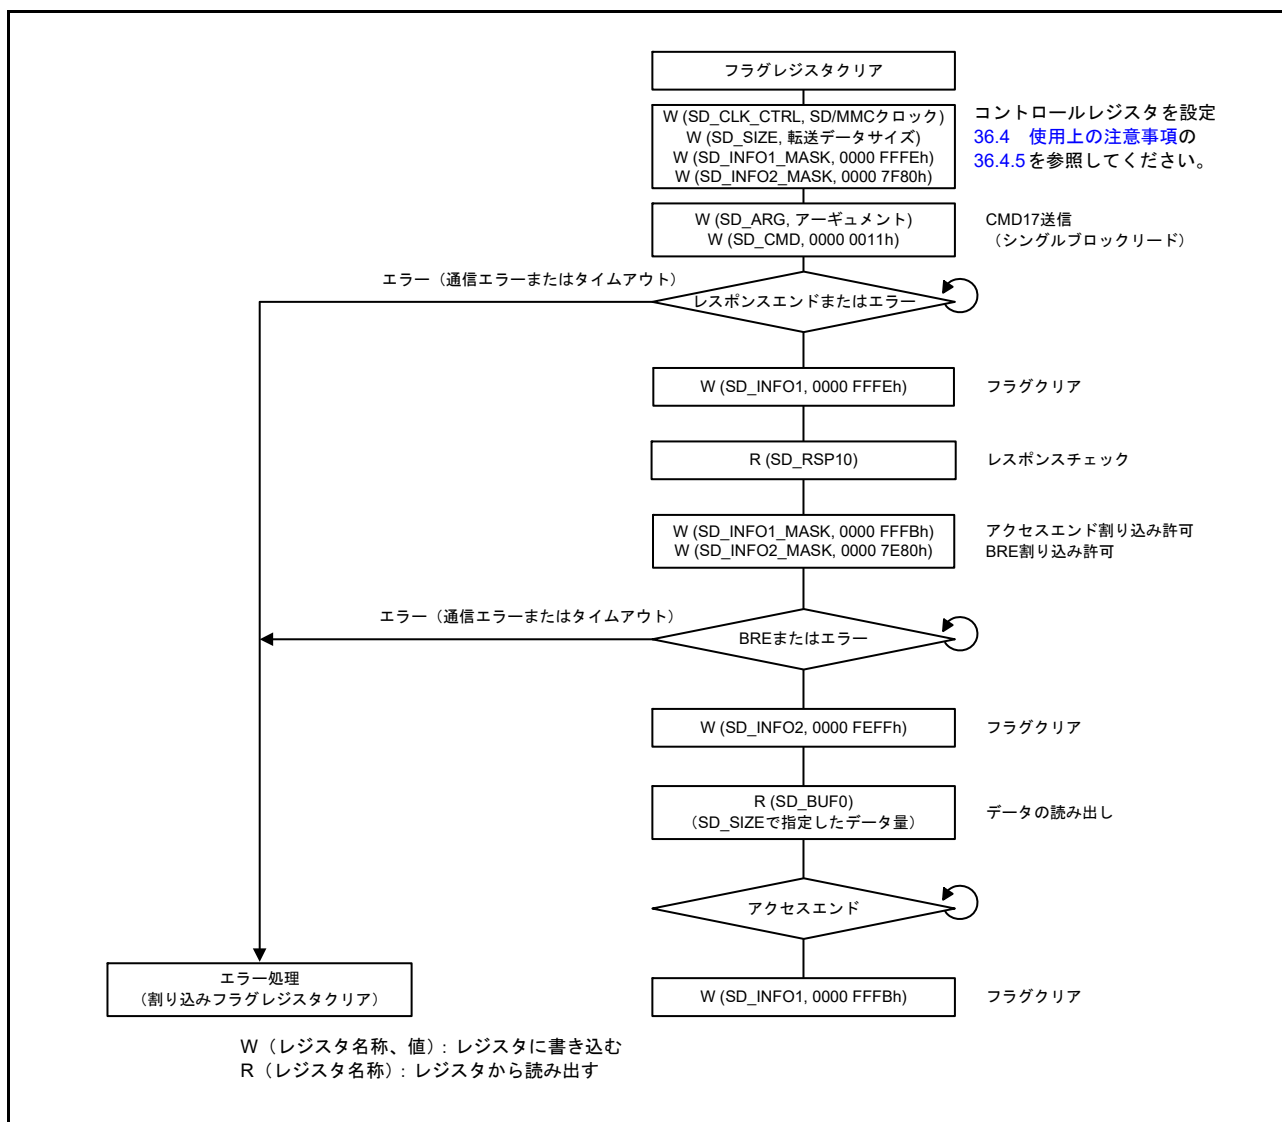 フラグレジスタクリア
W (SD_CLK_CTRL, SD/MMCクロック)
W (SD_SIZE, 転送データサイズ)
W (SD_INFO1_MASK, 0000 FFFEh)
W (SD_INFO2_MASK, 0000 7F80h)
コントロールレジスタを設定
36.4 使用上の注意事項の
36.4.5を参照してください。
W (SD_ARG, アーギュメント)
W (SD_CMD, 0000 0011h)
CMD17送信
（シングルブロックリード）
エラー（通信エラーまたはタイムアウト）
レスポンスエンドまたはエラー
W (SD_INFO1, 0000 FFFEh)
フラグクリア
R (SD_RSP10)
レスポンスチェック
W (SD_INFO1_MASK, 0000 FFFBh)
W (SD_INFO2_MASK, 0000 7E80h)
アクセスエンド割り込み許可
BRE割り込み許可
エラー（通信エラーまたはタイムアウト）
BREまたはエラー
W (SD_INFO2, 0000 FEFFh)
フラグクリア
R (SD_BUF0)
（SD_SIZEで指定したデータ量）
データの読み出し
アクセスエンド
エラー処理
（割り込みフラグレジスタクリア）
W (SD_INFO1, 0000 FFFBh)
フラグクリア
W（レジスタ名称、値）: レジスタに書き込む
R（レジスタ名称）: レジスタから読み出す